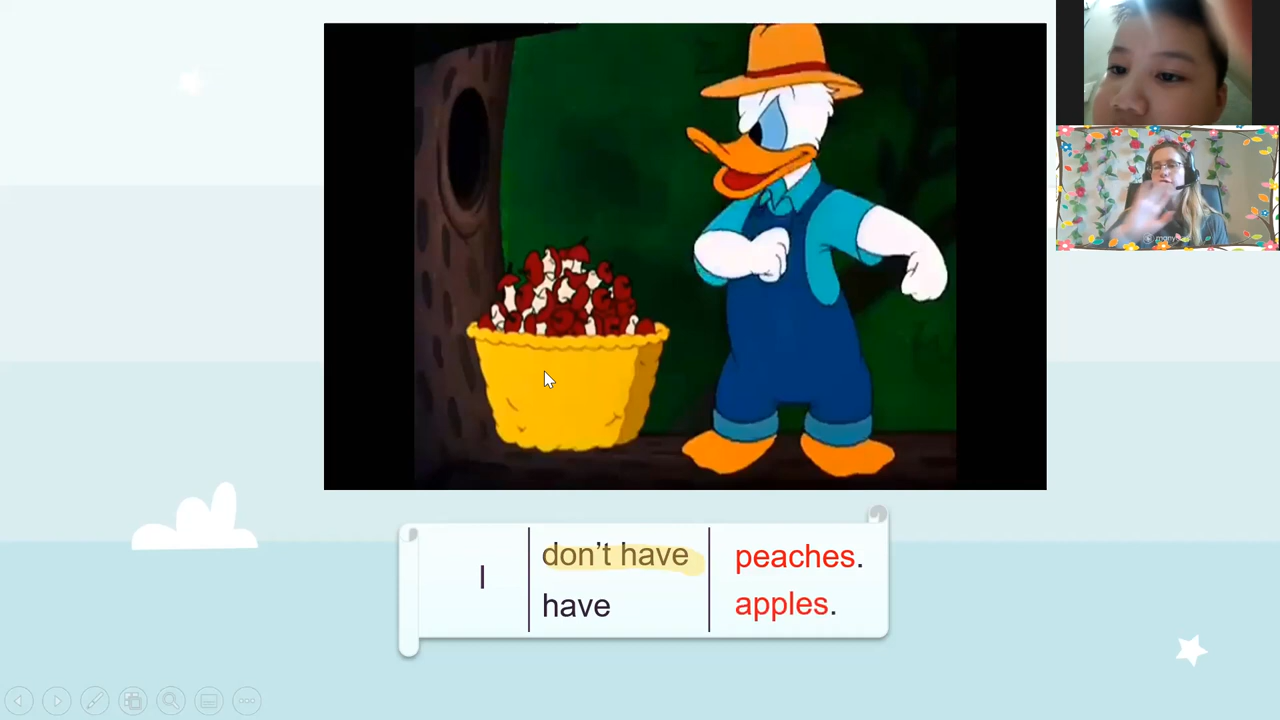 I
don't have
have
peaches.
apples.